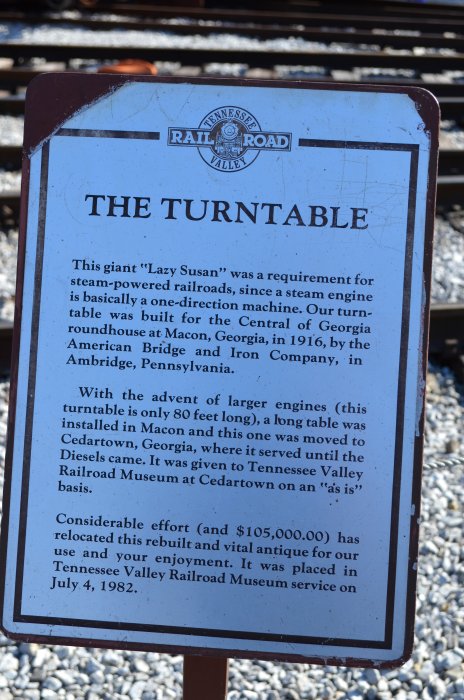 TENNESSEE
RAIL ROAD
VALLEY
THE TURNTABLE
This giant "Lazy Susan" was a requirement for
steam-powered railroads, since a steam engine
is basically a one-direction machine. Our turn-
table was built for the Central of Georgia
roundhouse at Macon, Georgia, in 1916, by the
American Bridge and Iron Company, in
Ambridge, Pennsylvania.
With the advent of larger engines (this
turntable is only 80 feet long), a long table was
installed in Macon and this one was moved to
Cedartown, Georgia, where it served until the
Diesels came. It was given to Tennessee Valley
Railroad Museum at Cedartown on an "as is"
basis.
Considerable effort (and $105,000.00) has
relocated this rebuilt and vital antique for our
use and your enjoyment. It was placed in
Tennessee Valley Railroad Museum service on
July 4, 1982.